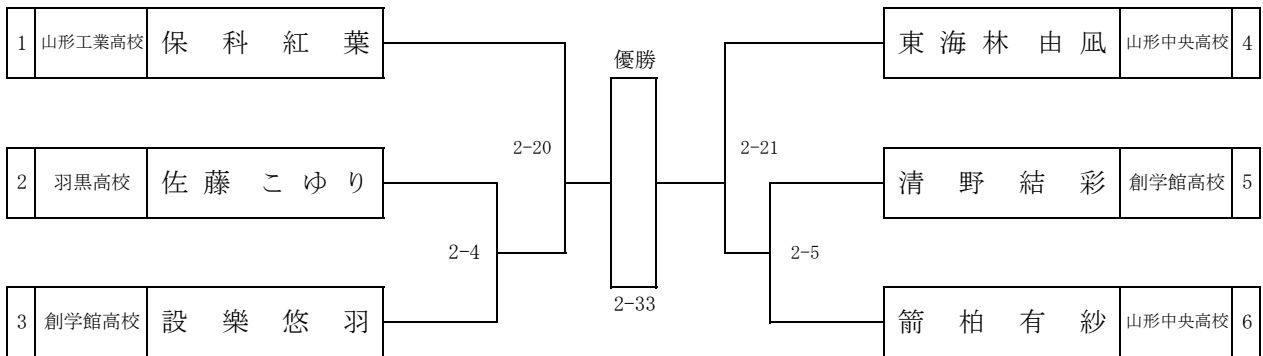 1 山形工業高校 保科紅葉
東海林由凪 山形中央高校 4
優勝
2-20
2-21
2 羽黒高校 佐藤こゆり
清野結彩 創学館高校 5
2-4
2-5
2-33
3 創学館高校 設樂悠羽
箭柏有紗 山形中央高校 6